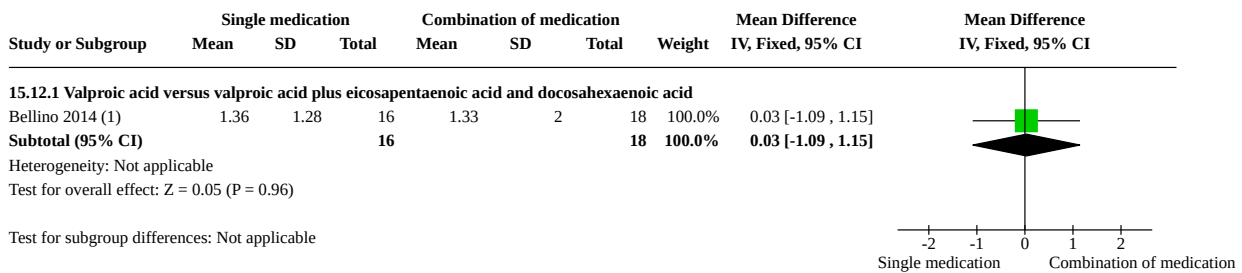 Single medication Combination of medication Mean Difference Mean Difference
Study or Subgroup Mean SD Total Mean SD Total Weight IV, Fixed, 95% CI IV, Fixed, 95% CI
15.12.1 Valproic acid versus valproic acid plus eicosapentaenoic acid and docosahexaenoic acid
Bellino 2014 (1) 1.36 1.28 16 1.33 2 18 100.0% 0.03 [-1.09 , 1.15]
Subtotal (95% CI) 16 18 100.0% 0.03 [-1.09 , 1.15]
Heterogeneity: Not applicable
Test for overall effect: Z = 0.05 (P = 0.96)
Test for subgroup differences: Not applicable
-2 -1 0 1 2
Single medication Combination of medication